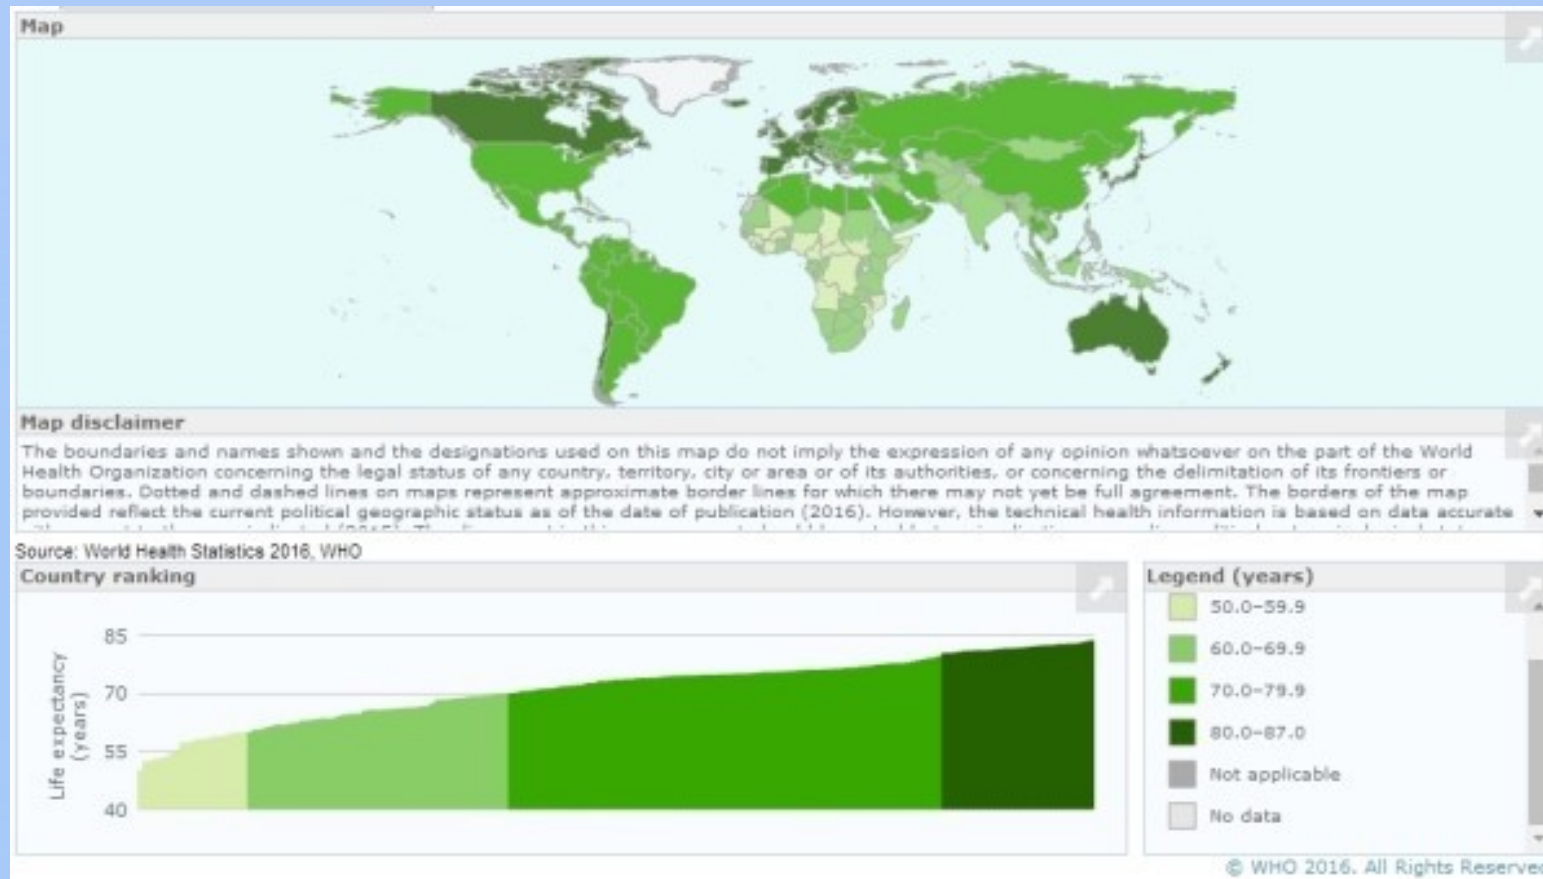 Map
Map disclaimer
The boundaries and names shown and the designations used on this map do not imply the expression of any opinion whatsoever on the part of the World
Health Organization concerning the legal status of any country, territory, city or area or of its authorities, or concerning the delimitation of its frontiers or
boundaries. Dotted and dashed lines on maps represent approximate border lines for which there may not yet be full agreement. The borders of the map
provided reflect the current political geographic status as of the date of publication (2016). However, the technical health information is based on data accurate
Source: World Health Statistics 2016, WHO
Country ranking
Life expectancy
(years)
85
70
55
40
Legend (years)
50.0–59.9
60.0–69.9
70.0–79.9
80.0–87.0
Not applicable
No data
© WHO 2016. All Rights Reserved